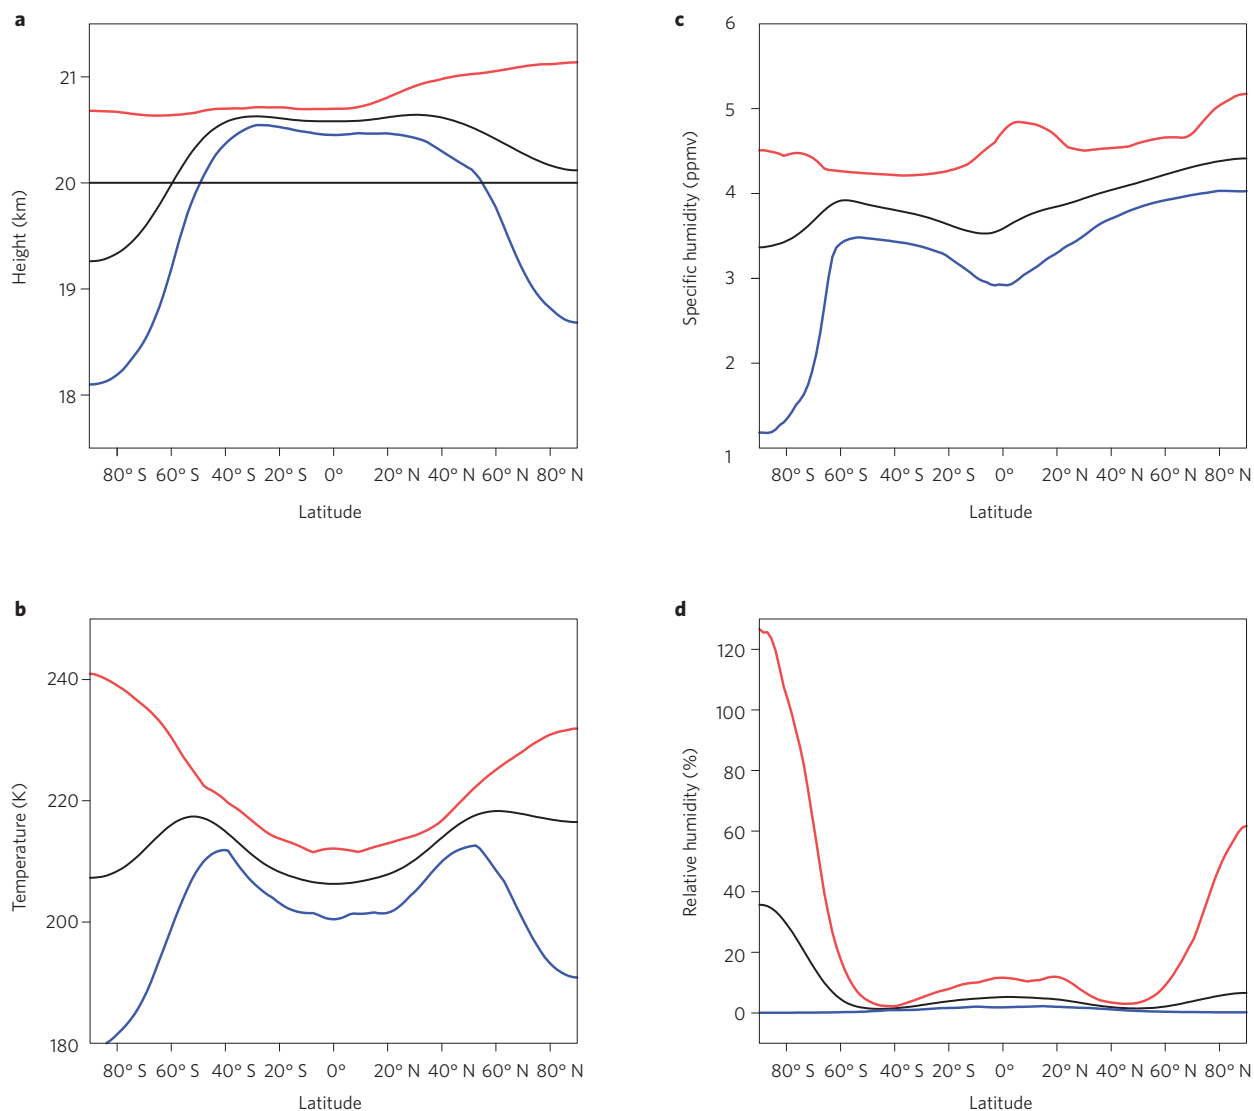 a
21
20
19
18
Height (km)
80° S 60° S 40° S 20° S 0° 20° N 40° N 60° N 80° N
Latitude
c
6
5
4
3
2
1
Specific humidity (ppmv)
80° S 60° S 40° S 20° S 0° 20° N 40° N 60° N 80° N
Latitude
b
240
220
200
180
Temperature (K)
80° S 60° S 40° S 20° S 0° 20° N 40° N 60° N 80° N
Latitude
d
120
100
80
60
40
20
0
Relative humidity (%)
80° S 60° S 40° S 20° S 0° 20° N 40° N 60° N 80° N
Latitude